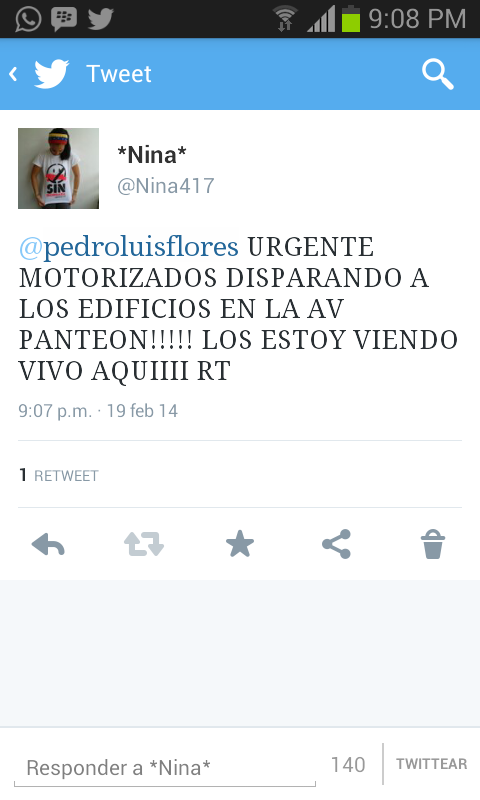 9:08 PM
Tweet
*Nina*
@Nina417
SIN
@pedroluisflores URGENTE
MOTORIZADOS DISPARANDO A
LOS EDIFICIOS EN LA AV
PANTEON!!!!! LOS ESTOY VIENDO
VIVO AQUIIII RT
9:07 p.m. · 19 feb 14
1 RETWEET
Responder a *Nina*
140
TWITTEAR